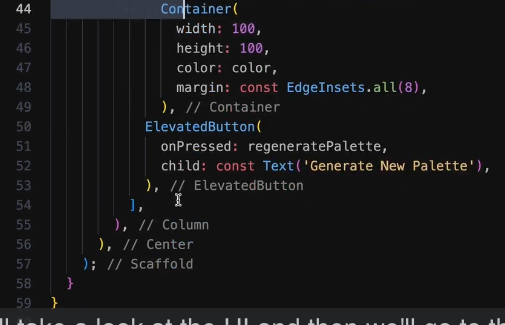 44 Container(
45 width: 100,
46 height: 100,
47 color: color,
48 margin: const EdgeInsets.all(8),
49 ), // Container
50 ElevatedButton(
51 onPressed: regeneratePalette,
52 child: const Text('Generate New Palette'),
53 ), // ElevatedButton
54 ],
55 ), // Column
56 ), // Center
57 ); // Scaffold
58 }
59 }
take a look at the UI and then we'll go to th